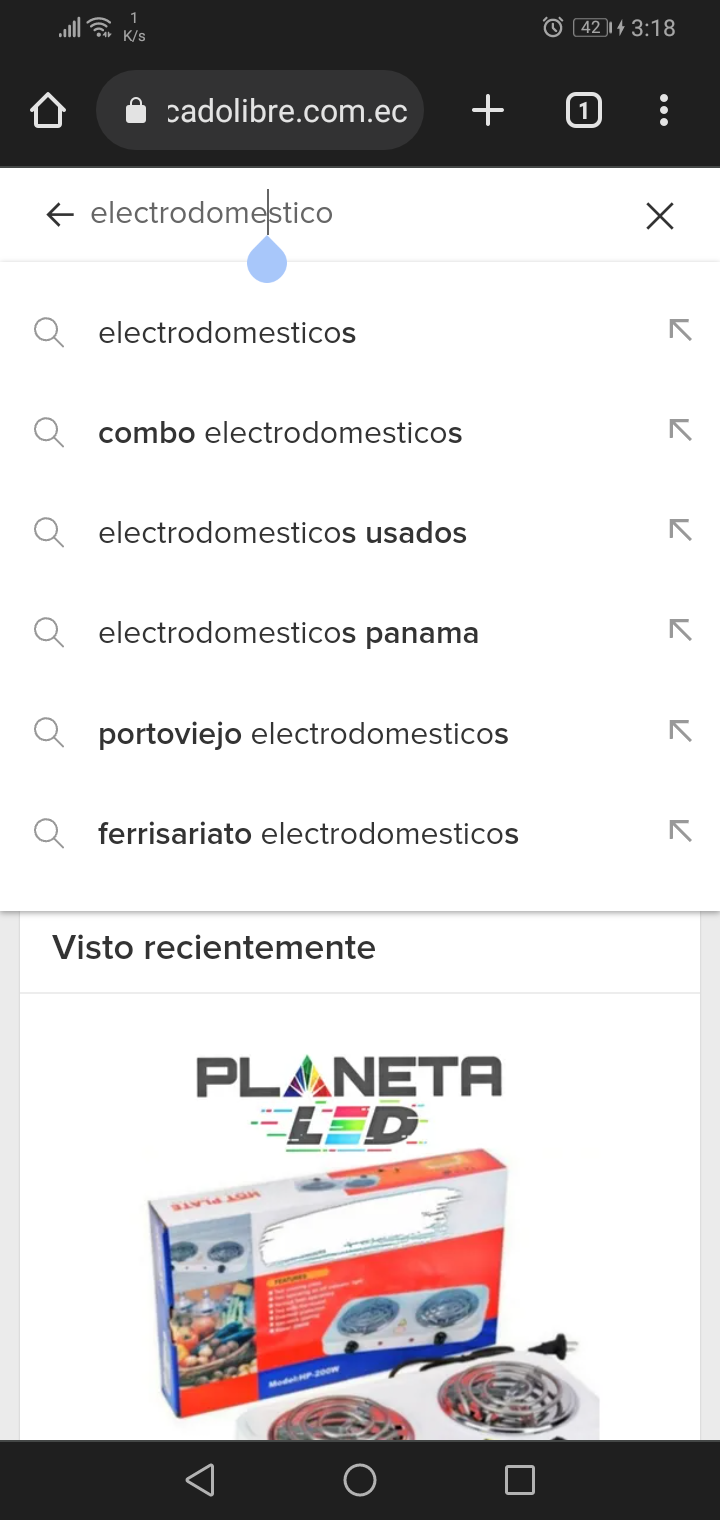 1
K/s
42
3:18
cadolibre.com.ec
1
electrodomestico
electrodomesticos
combo electrodomesticos
electrodomesticos usados
electrodomesticos panama
portoviejo electrodomesticos
ferrisariato electrodomesticos
Visto recientemente
PLANETA
LED
HOT PLATE
FEATURES
Model:HP-200W